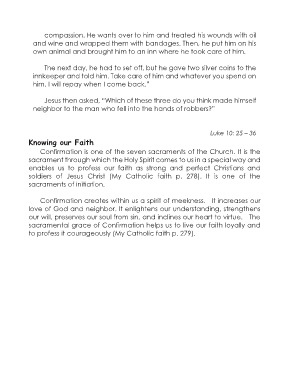 compassion. He wants over to him and treated his wounds with oil
and wine and wrapped them with bandages. Then, he put him on his
own animal and brought him to an inn where he took care of him.
The next day, he had to set off, but he gave two silver coins to the
innkeeper and told him. Take care of him and whatever you spend on
him, I will repay when I come back."
Jesus then asked, "Which of these three do you think made himself
neighbor to the man who fell into the hands of robbers?"
Luke 10: 25 – 36
Knowing our Faith
Confirmation is one of the seven sacraments of the Church. It is the
sacrament through which the Holy Spirit comes to us in a special way and
enables us to profess our faith as strong and perfect Christians and
soldiers of Jesus Christ (My Catholic faith p. 278). It is one of the
sacraments of initiation.
Confirmation creates within us a spirit of meekness. It increases our
love of God and neighbor. It enlightens our understanding, strengthens
our will, preserves our soul from sin, and inclines our heart to virtue. The
sacramental grace of Confirmation helps us to live our faith loyally and
to profess it courageously (My Catholic faith p. 279).